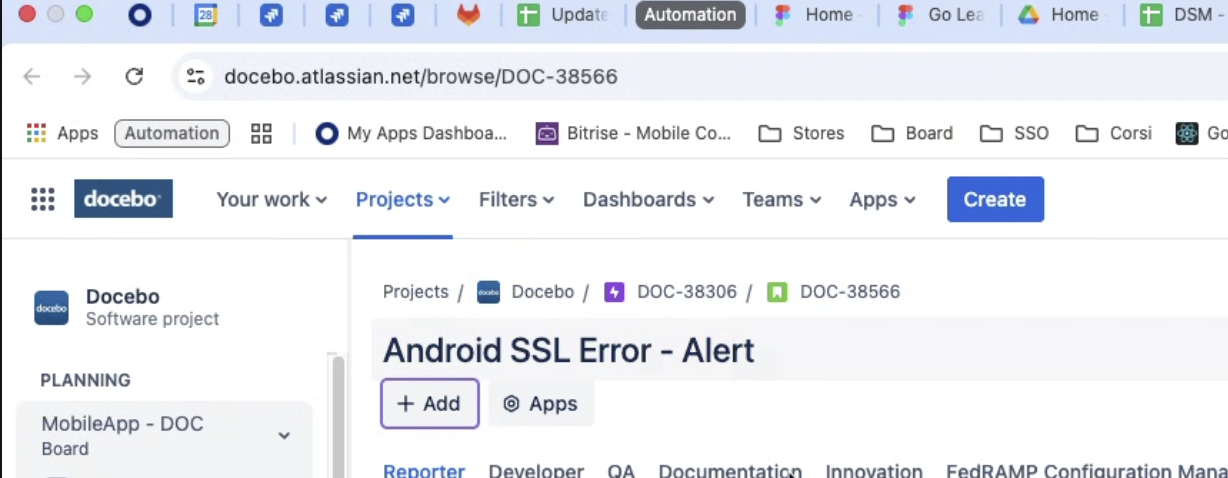 28 Update Automation Home Go Lea Home DSM -
docebo.atlassian.net/browse/DOC-38566
Apps Automation My Apps Dashboa... Bitrise - Mobile Co... Stores Board SSO Corsi Go
docebo Your work Projects Filters Dashboards Teams Apps Create
docebo Docebo
Software project
Projects / docebo Docebo / DOC-38306 / DOC-38566
Android SSL Error - Alert
PLANNING
+ Add Apps
MobileApp - DOC
Board
Reporter Developer QA Documentation Innovation FedRAMP Configuration Mana